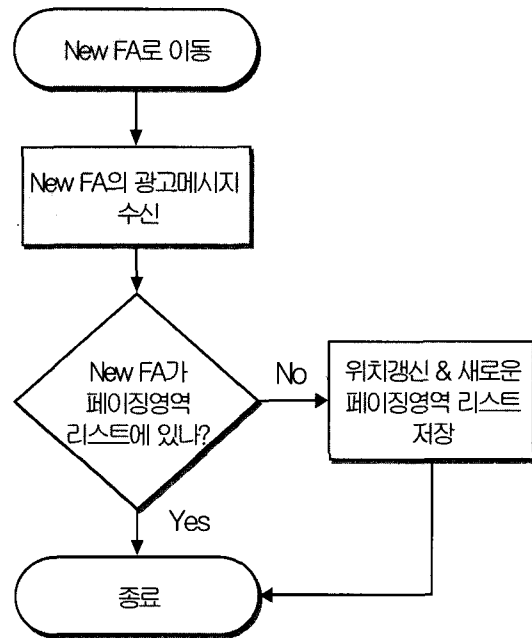 New FA로 이동
New FA의 광고메시지
수신
New FA가
페이징영역
리스트에 있나?
No
위치갱신 & 새로운
페이징영역 리스트
저장
Yes
종료